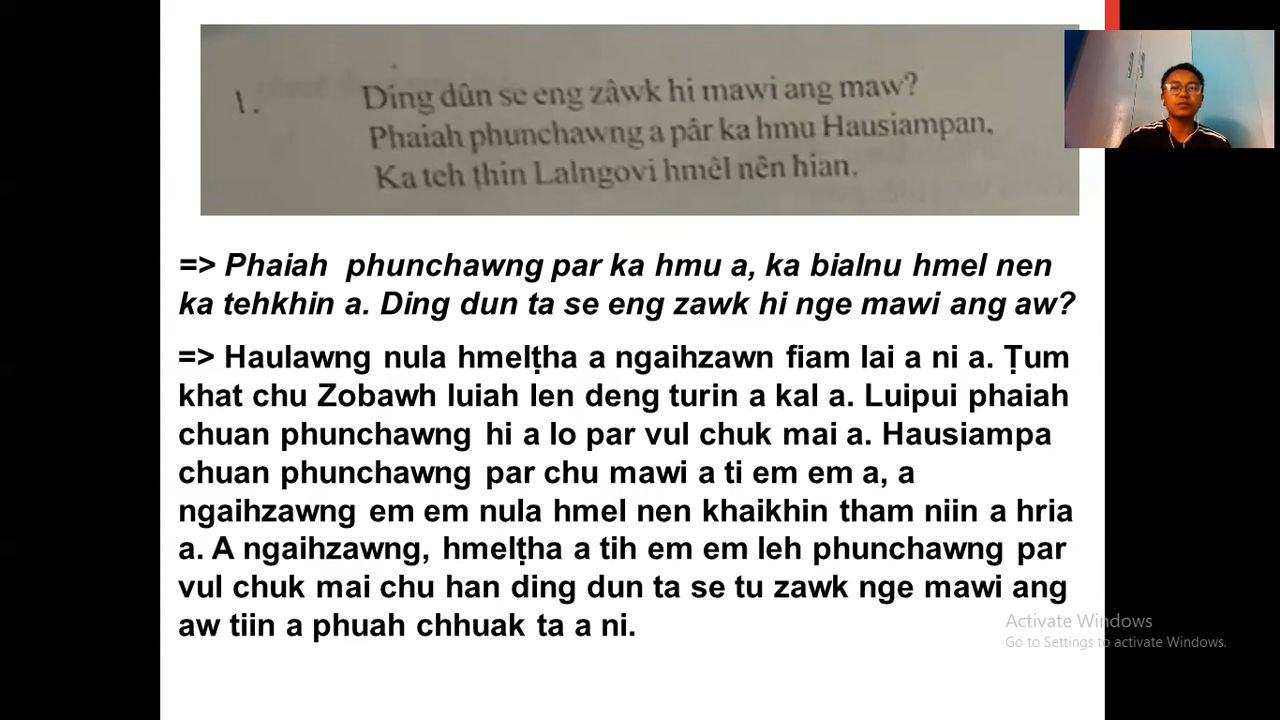 1. Ding dûn se eng zâwk hi mawi ang maw?
Phaiah phunchawng a pâr ka hmu Hausiampan,
Ka teh ṭhin Lalngovi hmêl nên hian.
=> Phaiah phunchawng par ka hmu a, ka bialnu hmel nen
ka tehkhin a. Ding dun ta se eng zawk hi nge mawi ang aw?
=> Haulawng nula hmelṭha a ngaihzawn fiam lai a ni a. Ṭum
khat chu Zobawh luiah len deng turin a kal a. Luipui phaiah
chuan phunchawng hi a lo par vul chuk mai a. Hausiampa
chuan phunchawng par chu mawi a ti em em a, a
ngaihzawng em em nula hmel nen khaikhin tham niin a hria
a. A ngaihzawng, hmelṭha a tih em em leh phunchawng par
vul chuk mai chu han ding dun ta se tu zawk nge mawi ang
aw tiin a phuah chhuak ta a ni.
Activate Windows
Go to Settings to activate Windows.